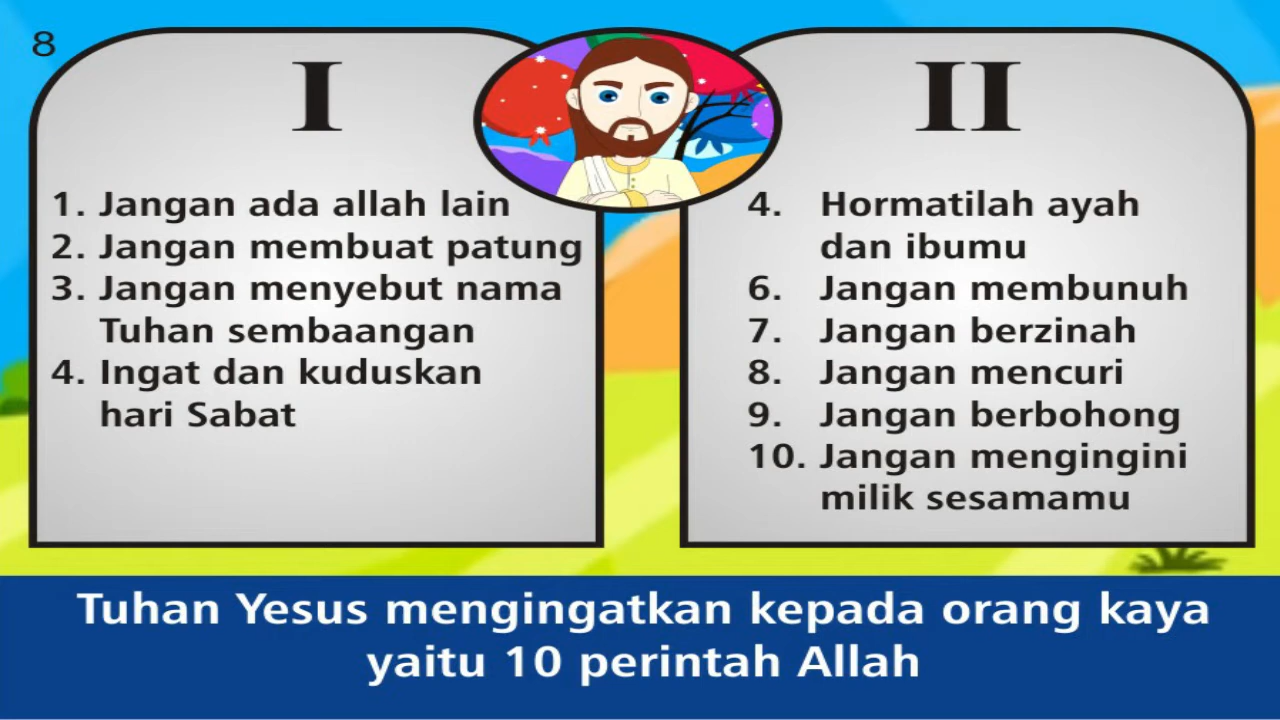 8
I
1. Jangan ada allah lain
2. Jangan membuat patung
3. Jangan menyebut nama
Tuhan sembaangan
4. Ingat dan kuduskan
hari Sabat
II
4. Hormatilah ayah
dan ibumu
6. Jangan membunuh
7. Jangan berzinah
8. Jangan mencuri
9. Jangan berbohong
10. Jangan mengingini
milik sesamamu
Tuhan Yesus mengingatkan kepada orang kaya
yaitu 10 perintah Allah